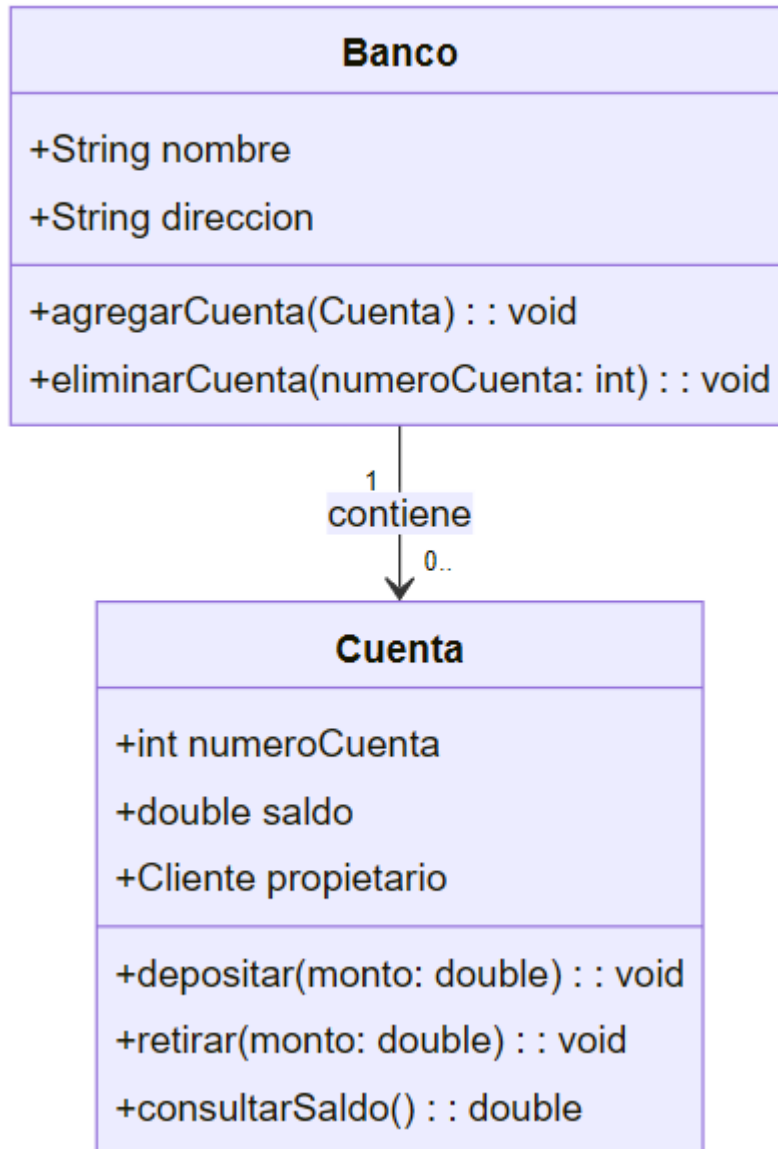 Banco
+String nombre
+String direccion
+agregarCuenta(Cuenta) : : void
+eliminarCuenta(numeroCuenta: int) : : void
1
contiene
0..
Cuenta
+int numeroCuenta
+double saldo
+Cliente propietario
+depositar(monto: double) : : void
+retirar(monto: double) : : void
+consultarSaldo() : : double